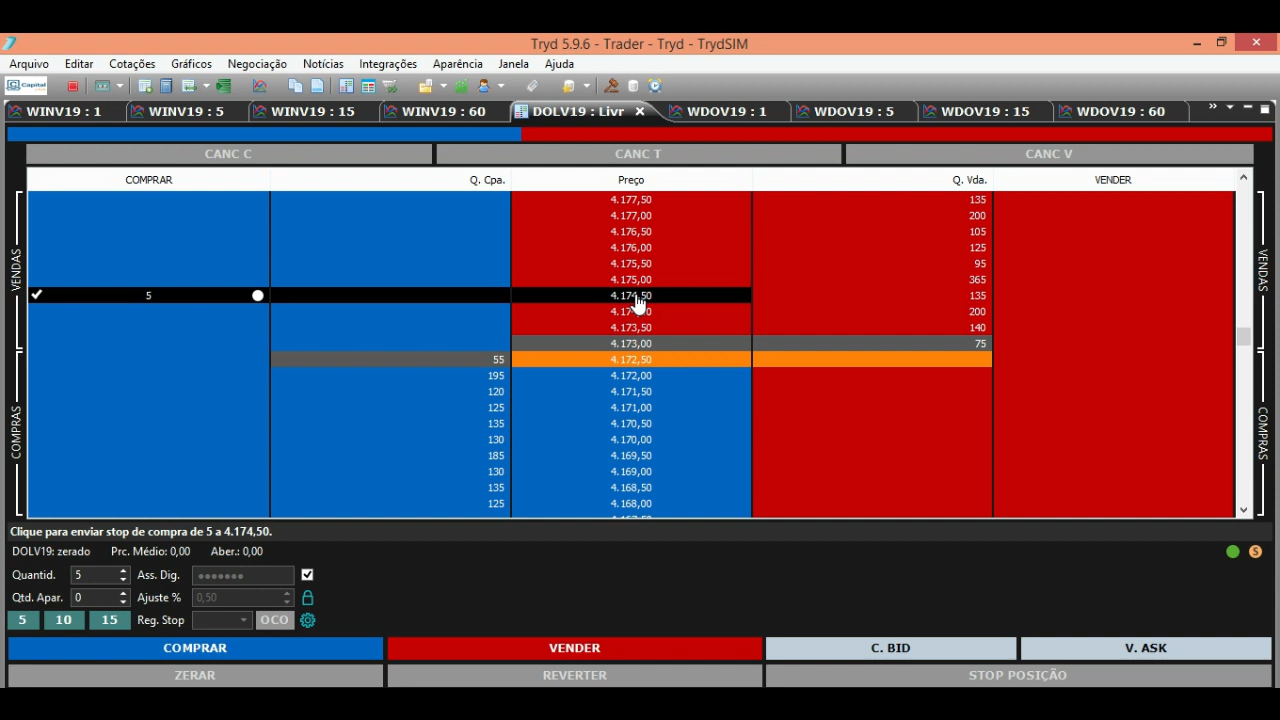 Tryd 5.9.6 - Trader - Tryd - TrydSIM
Arquivo Editar Cotações Gráficos Negociação Notícias Integrações Aparência Janela Ajuda
Capital
WINV19 : 1 WINV19 : 5 WINV19 : 15 WINV19 : 60 DOLV19 : Livr WDOV19 : 1 WDOV19 : 5 WDOV19 : 15 WDOV19 : 60
CANC C CANC T CANC V
COMPRAR Q. Cpa. Preço Q. Vda. VENDER
4.177,50 135
4.177,00 200
4.176,50 105
4.176,00 125
4.175,50 95
4.175,00 365
5 4.174,50 135
200
4.173,50 140
4.173,00 75
55 4.172,50
195 4.172,00
120 4.171,50
125 4.171,00
135 4.170,50
130 4.170,00
185 4.169,50
130 4.169,00
135 4.168,50
125 4.168,00
VENDAS
COMPRAS
VENDAS
COMPRAS
Clique para enviar stop de compra de 5 a 4.174,50.
DOLV19: zerado Prc. Médio: 0,00 Aber.: 0,00
S
Quantid. 5 Ass. Dig. •••••••
Qtd. Apar. 0 Ajuste % 0,50
5 10 15 Reg. Stop OCO
COMPRAR VENDER C. BID V. ASK
ZERAR REVERTER STOP POSIÇÃO